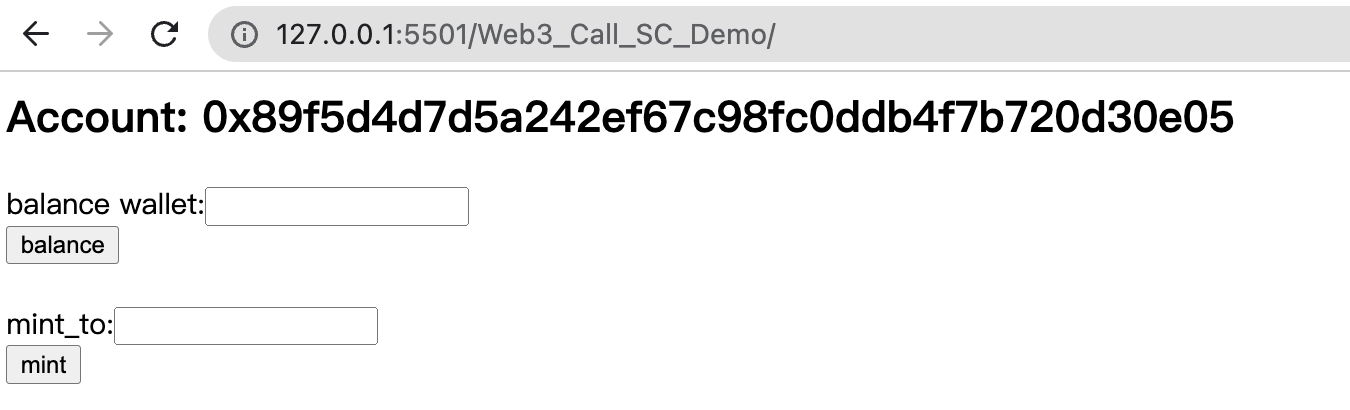 127.0.0.1:5501/Web3_Call_SC_Demo/
Account: 0x89f5d4d7d5a242ef67c98fc0ddb4f7b720d30e05
balance wallet:
balance
mint_to:
mint